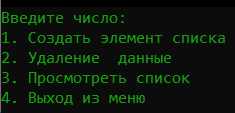 Введите число:
1. Создать элемент списка
2. Удаление  данные
3. Просмотреть список
4. Выход из меню